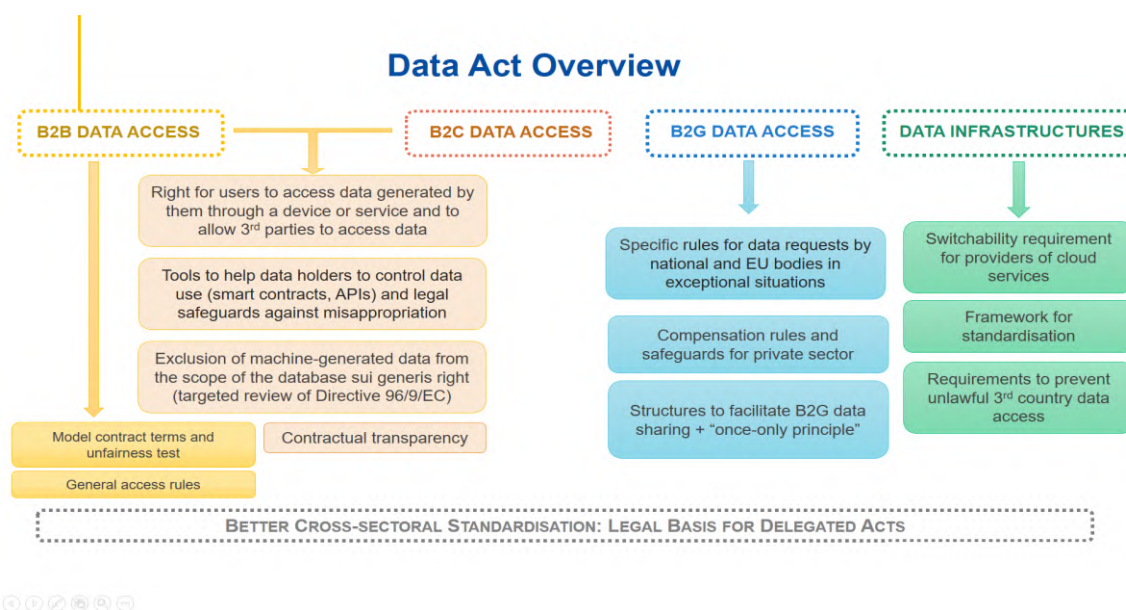 Data Act Overview
B2B DATA ACCESS
B2C DATA ACCESS
B2G DATA ACCESS
DATA INFRASTRUCTURES
Right for users to access data generated by
them through a device or service and to
allow 3rd parties to access data
Tools to help data holders to control data
use (smart contracts, APIs) and legal
safeguards against misappropriation
Exclusion of machine-generated data from
the scope of the database sui generis right
(targeted review of Directive 96/9/EC)
Model contract terms and
unfairness test
General access rules
Contractual transparency
Specific rules for data requests by
national and EU bodies in
exceptional situations
Compensation rules and
safeguards for private sector
Structures to facilitate B2G data
sharing + “once-only principle”
Switchability requirement
for providers of cloud
services
Framework for
standardisation
Requirements to prevent
unlawful 3rd country data
access
BETTER CROSS-SECTORAL STANDARDISATION: LEGAL BASIS FOR DELEGATED ACTS